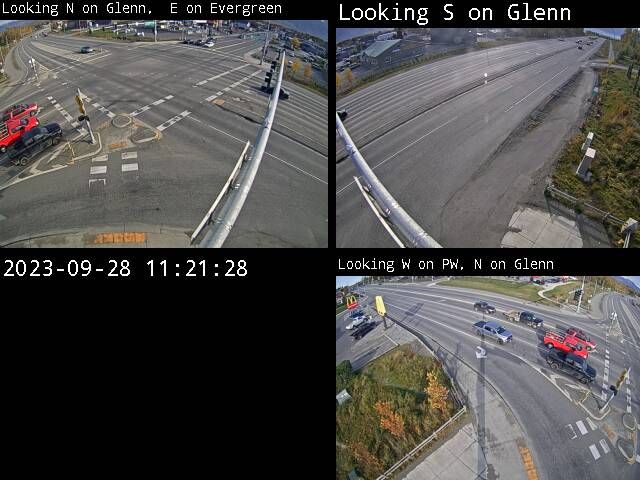 Looking N on Glenn, E on Evergreen
Looking S on Glenn
2023-09-28 11:21:28
Looking W on PW, N on Glenn